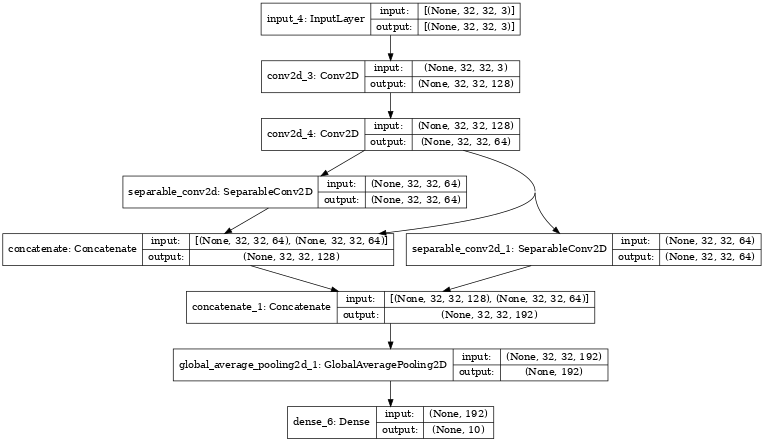 input_4: InputLayer
input: [(None, 32, 32, 3)]
output: [(None, 32, 32, 3)]
conv2d_3: Conv2D
input: (None, 32, 32, 3)
output: (None, 32, 32, 128)
conv2d_4: Conv2D
input: (None, 32, 32, 128)
output: (None, 32, 32, 64)
separable_conv2d: SeparableConv2D
input: (None, 32, 32, 64)
output: (None, 32, 32, 64)
concatenate: Concatenate
input: [(None, 32, 32, 64), (None, 32, 32, 64)]
output: (None, 32, 32, 128)
separable_conv2d_1: SeparableConv2D
input: (None, 32, 32, 64)
output: (None, 32, 32, 64)
concatenate_1: Concatenate
input: [(None, 32, 32, 128), (None, 32, 32, 64)]
output: (None, 32, 32, 192)
global_average_pooling2d_1: GlobalAveragePooling2D
input: (None, 32, 32, 192)
output: (None, 192)
dense_6: Dense
input: (None, 192)
output: (None, 10)